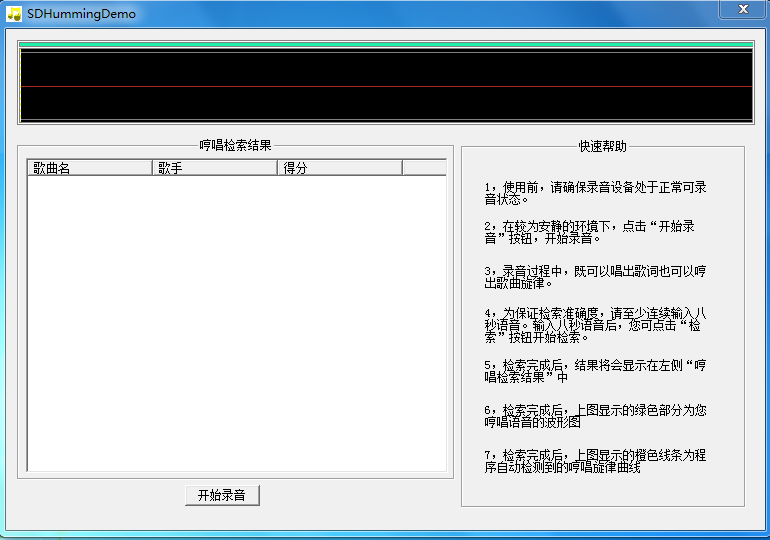 SDHummingDemo
哼唱检索结果
歌曲名 歌手 得分
快速帮助
1，使用前，请确保录音设备处于正常可录
音状态。
2，在较为安静的环境下，点击“开始录
音”按钮，开始录音。
3，录音过程中，既可以唱出歌词也可以哼
出歌曲旋律。
4，为保证检索准确度，请至少连续输入八
秒语音。输入八秒语音后，您可点击“检
索”按钮开始检索。
5，检索完成后，结果将会显示在左侧“哼
唱检索结果”中
6，检索完成后，上图显示的绿色部分为您
哼唱语音的波形图
7，检索完成后，上图显示的橙色线条为程
序自动检测到的哼唱旋律曲线
开始录音